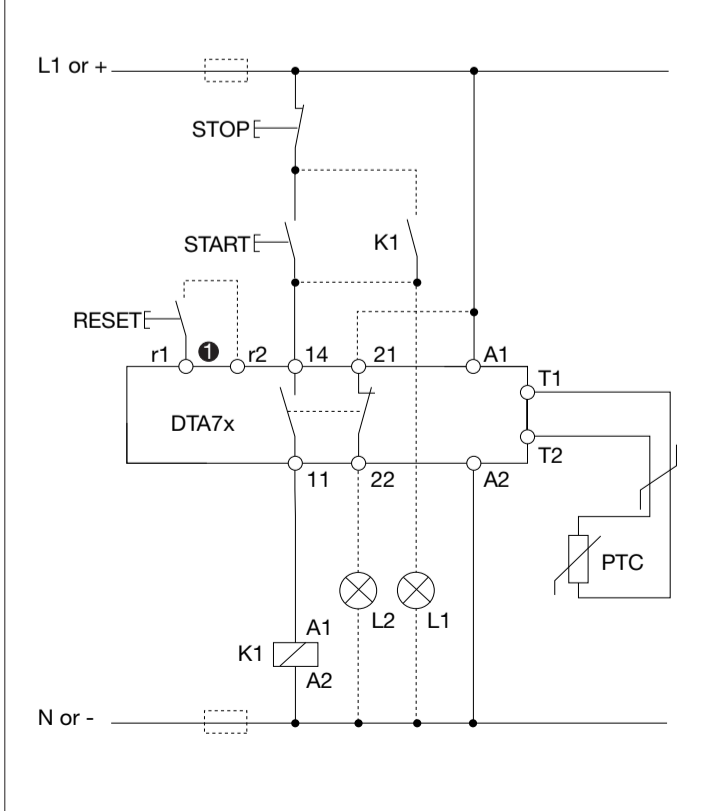 L1 or +
STOP
START
K1
RESET
r1
1
r2
14
21
A1
T1
DTA7x
T2
11
22
A2
PTC
L2
L1
A1
K1
A2
N or -